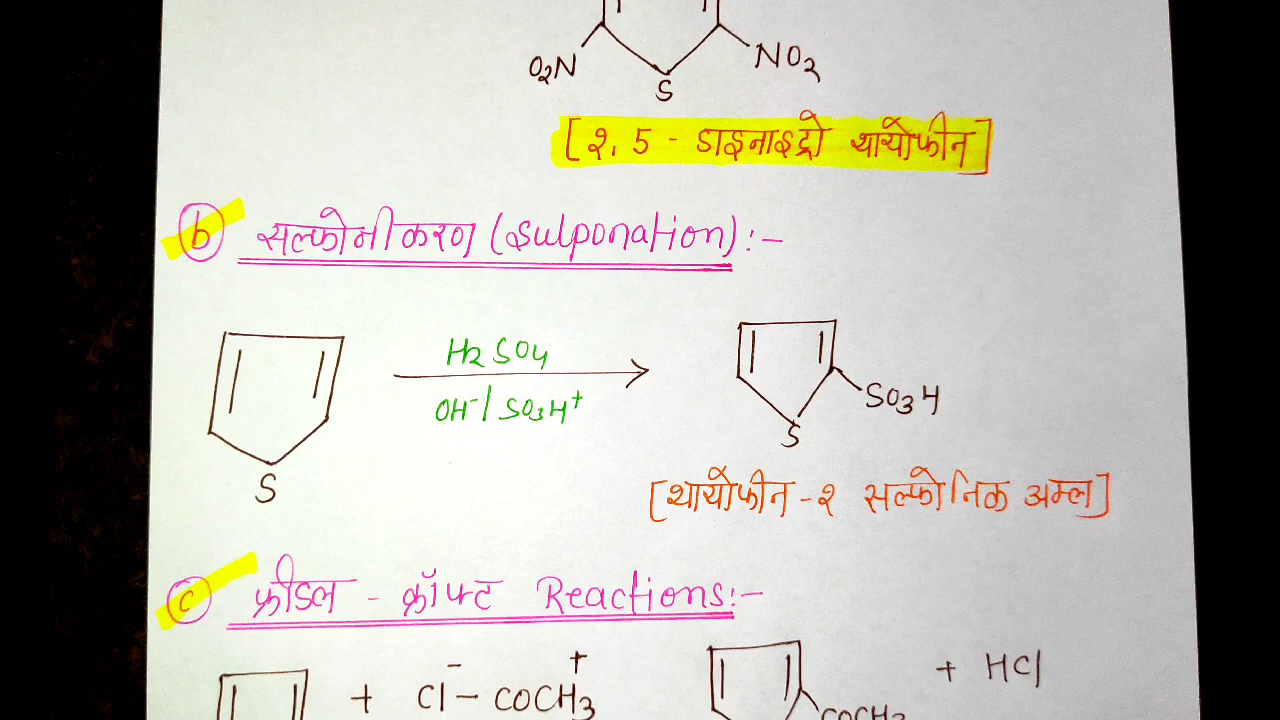 O2N NO2
S
[२, 5 - डाइनाइट्रो थायोफीन]
b सल्फोनीकरण (Sulponation) :-
H2SO4
OH-/SO3H+
SO3H
S
S
[थायोफीन-२ सल्फोनिक अम्ल]
c फ्रीडल - क्रॉफ्ट Reactions:-
+ Cl - COCH3 + HCl
- +
COCH3